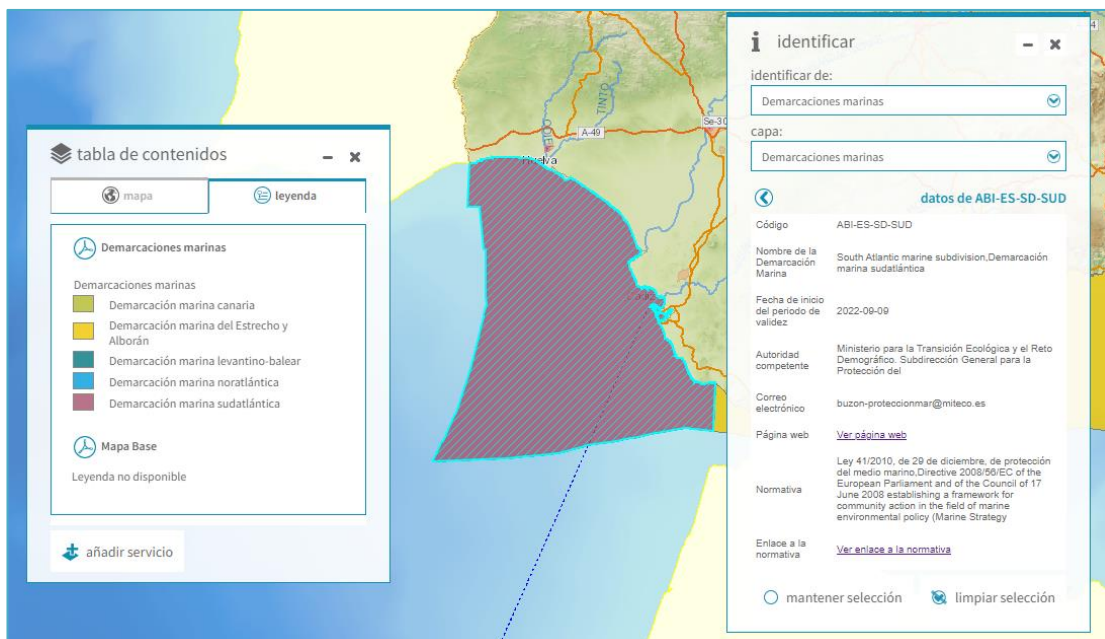 tabla de contenidos
mapa
leyenda
Demarcaciones marinas
Demarcaciones marinas
Demarcación marina canaria
Demarcación marina del Estrecho y
Alborán
Demarcación marina levantino-balear
Demarcación marina noratlántica
Demarcación marina sudatlántica
Mapa Base
Leyenda no disponible
añadir servicio
TINTO
A-49
Huelva
Se-30
identificar
identificar de:
Demarcaciones marinas
capa:
Demarcaciones marinas
datos de ABI-ES-SD-SUD
Código ABI-ES-SD-SUD
Nombre de la
Demarcación
Marina
South Atlantic marine subdivision,Demarcación
marina sudatlántica
Fecha de inicio
del periodo de
validez
2022-09-09
Autoridad
competente
Ministerio para la Transición Ecológica y el Reto
Demográfico. Subdirección General para la
Protección del
Correo
electrónico
buzon-proteccionmar@miteco.es
Página web Ver página web
Normativa
Ley 41/2010, de 29 de diciembre, de protección
del medio marino,Directive 2008/56/EC of the
European Parliament and of the Council of 17
June 2008 establishing a framework for
community action in the field of marine
environmental policy (Marine Strategy
Enlace a la
normativa
Ver enlace a la normativa
mantener selección
limpiar selección